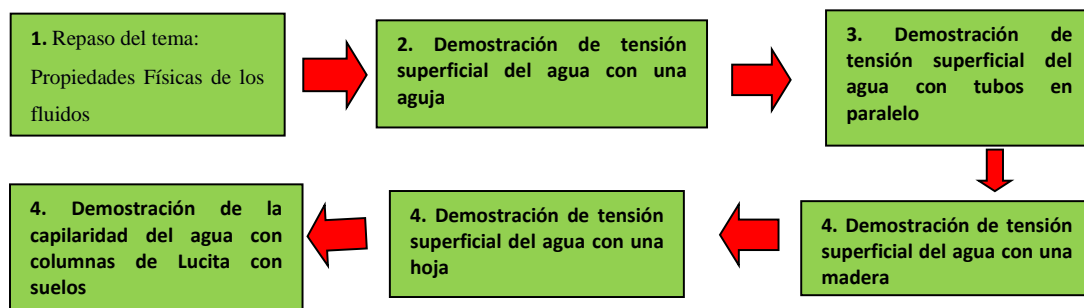 1. Repaso del tema:
Propiedades Físicas de los
fluidos
2. Demostración de tensión
superficial del agua con una
aguja
3. Demostración de
tensión superficial del
agua con tubos en
paralelo
4. Demostración de tensión
superficial del agua con una
madera
4. Demostración de tensión
superficial del agua con una
hoja
4. Demostración de la
capilaridad del agua con
columnas de Lucita con
suelos